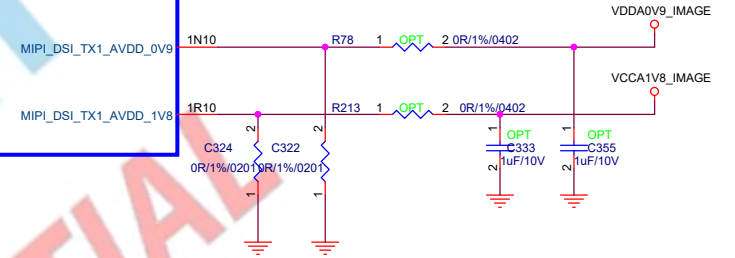 VDDA0V9_IMAGE
MIPI_DSI_TX1_AVDD_0V9 1N10 R78 1 OPT 2 0R/1%/0402
VCCA1V8_IMAGE
MIPI_DSI_TX1_AVDD_1V8 1R10 R213 1 OPT 2 0R/1%/0402
2 2 1 OPT 1 OPT
C324 C322 C333 C355
0R/1%/0201 0R/1%/0201 1uF/10V 1uF/10V
1 1 2 2
TIAL